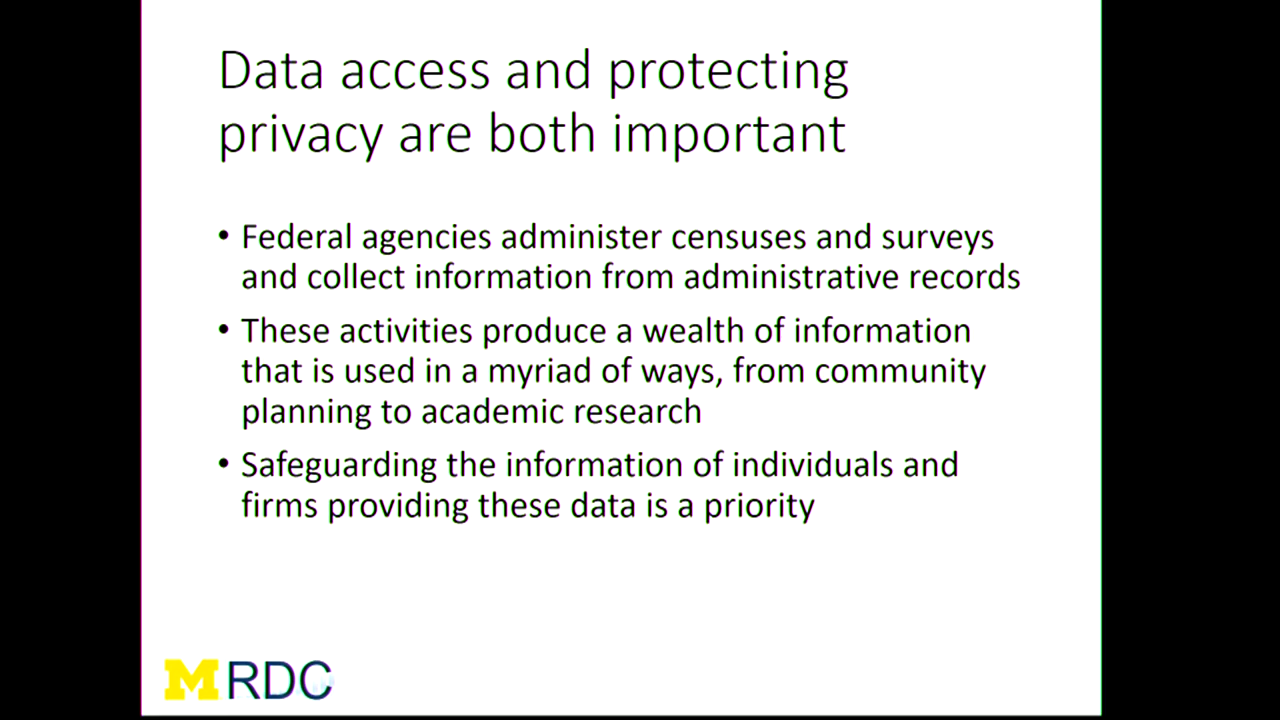 Data access and protecting
privacy are both important
• Federal agencies administer censuses and surveys
and collect information from administrative records
• These activities produce a wealth of information
that is used in a myriad of ways, from community
planning to academic research
• Safeguarding the information of individuals and
firms providing these data is a priority
M RDC